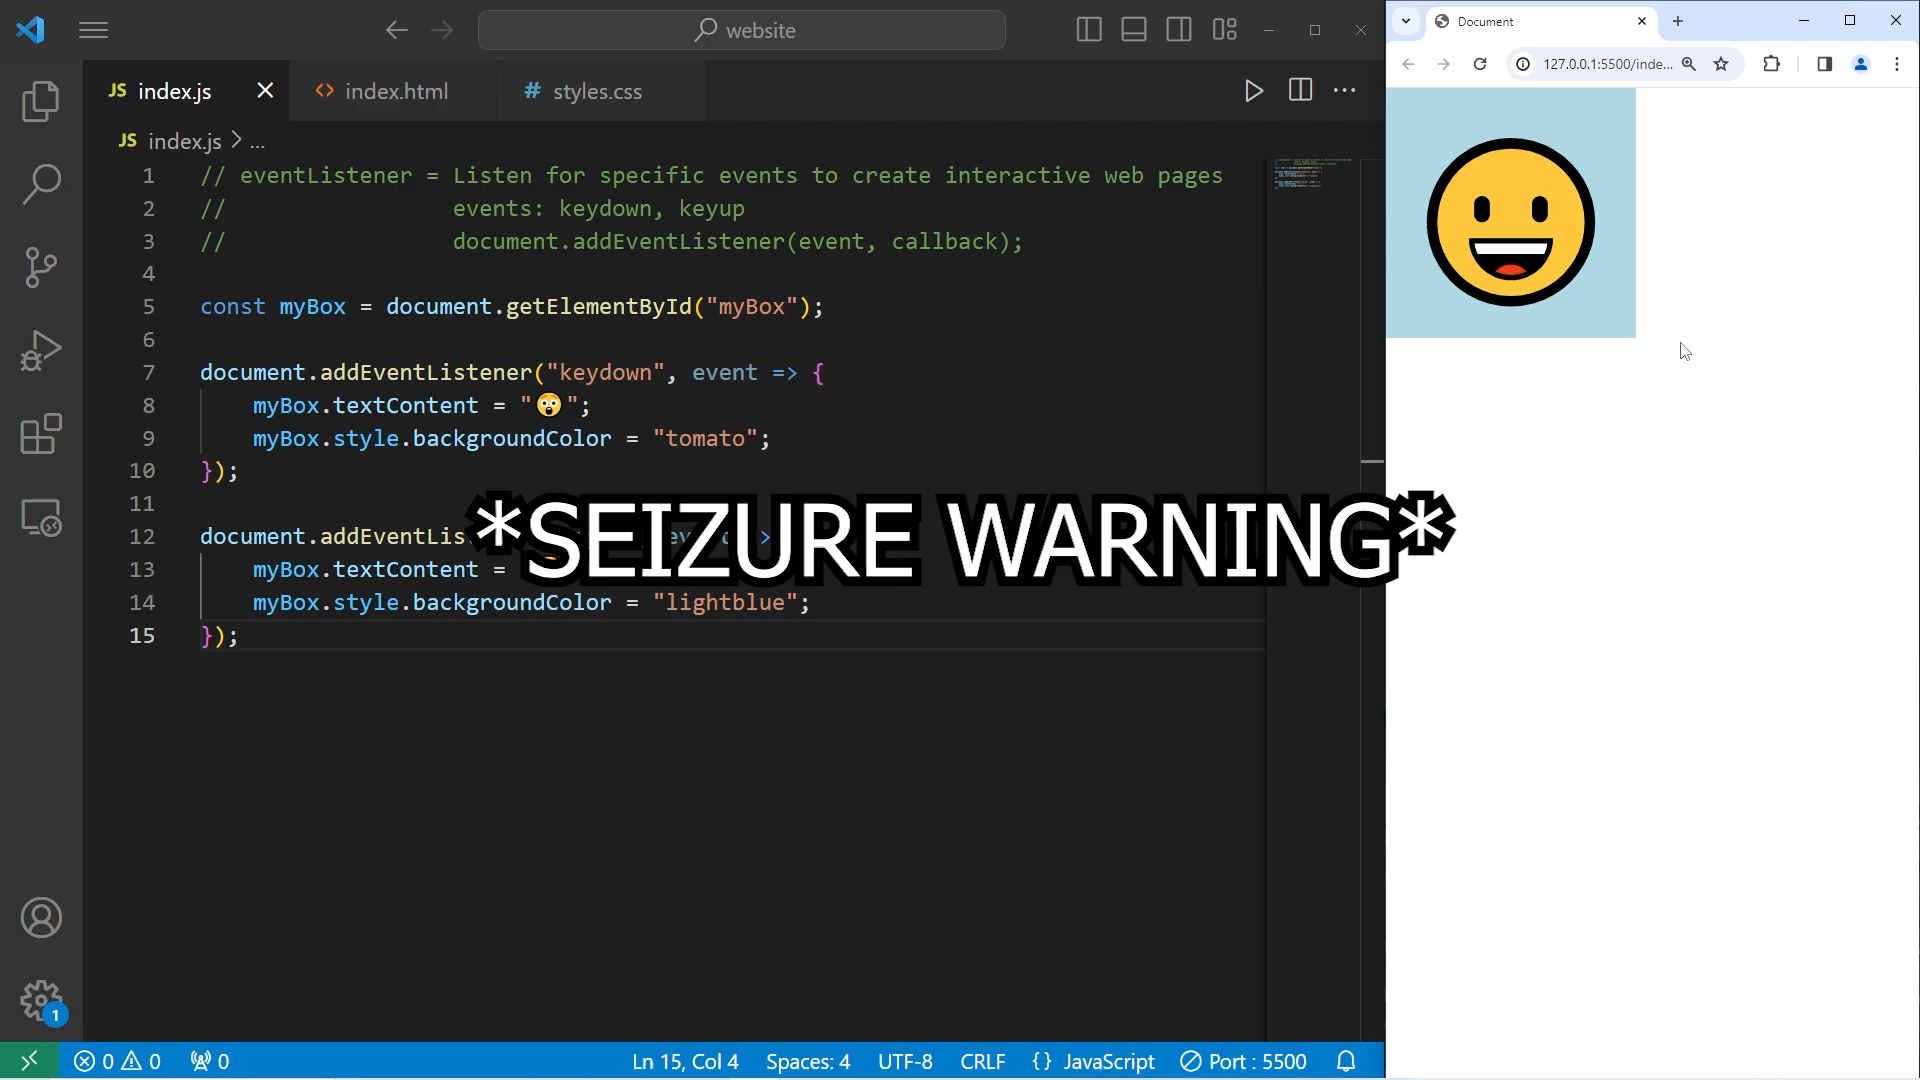 website
JS index.js
index.html
# styles.css
JS index.js > ...
1 // eventListener = Listen for specific events to create interactive web pages
2 //                 events: keydown, keyup
3 //                 document.addEventListener(event, callback);
4
5 const myBox = document.getElementById("myBox");
6
7 document.addEventListener("keydown", event => {
8     myBox.textContent = "😲";
9     myBox.style.backgroundColor = "tomato";
10 });
11
12 document.addEventLis
*SEIZURE WARNING*
13     myBox.textContent =
14     myBox.style.backgroundColor = "lightblue";
15 });
1
0 0 0
Ln 15, Col 4
Spaces: 4
UTF-8
CRLF
{} JavaScript
Port : 5500
Document
127.0.0.1:5500/inde...